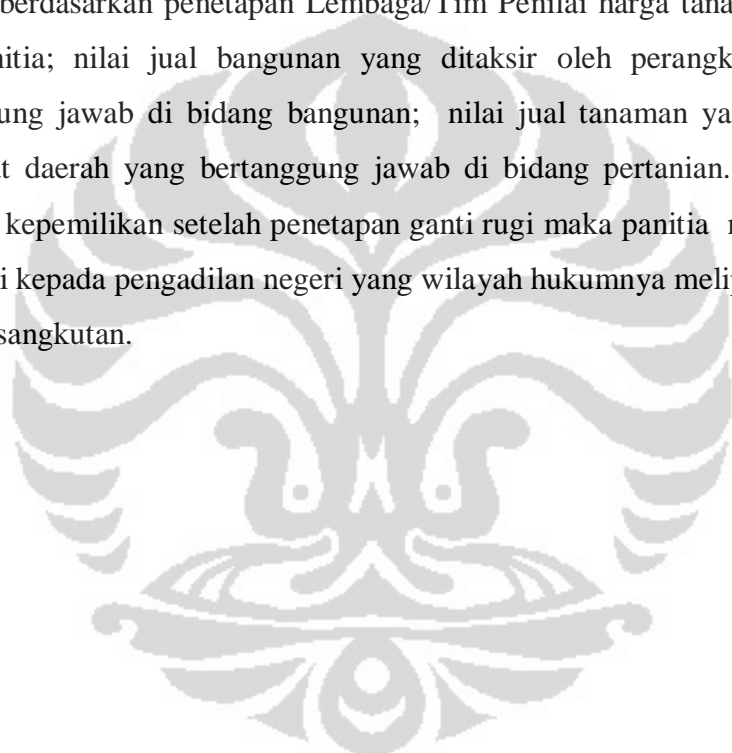 berdasarkan penetapan Lembaga/Tim Penilai harga tana
nitia; nilai jual bangunan yang ditaksir oleh perangk
ung jawab di bidang bangunan; nilai jual tanaman ya
t daerah yang bertanggung jawab di bidang pertanian.
kepemilikan setelah penetapan ganti rugi maka panitia
i kepada pengadilan negeri yang wilayah hukumnya melip
sangkutan.